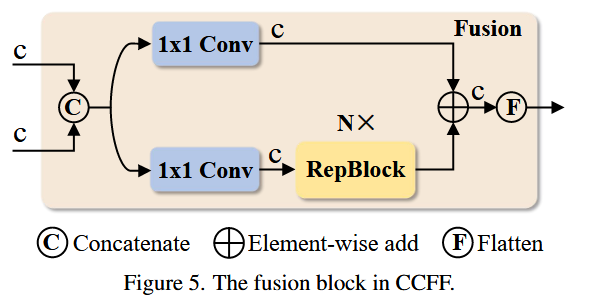 Fusion
C
1x1 Conv
C
C
C
F
N×
C
1x1 Conv
C
RepBlock
C Concatenate
Element-wise add
F Flatten
Figure 5. The fusion block in CCFF.